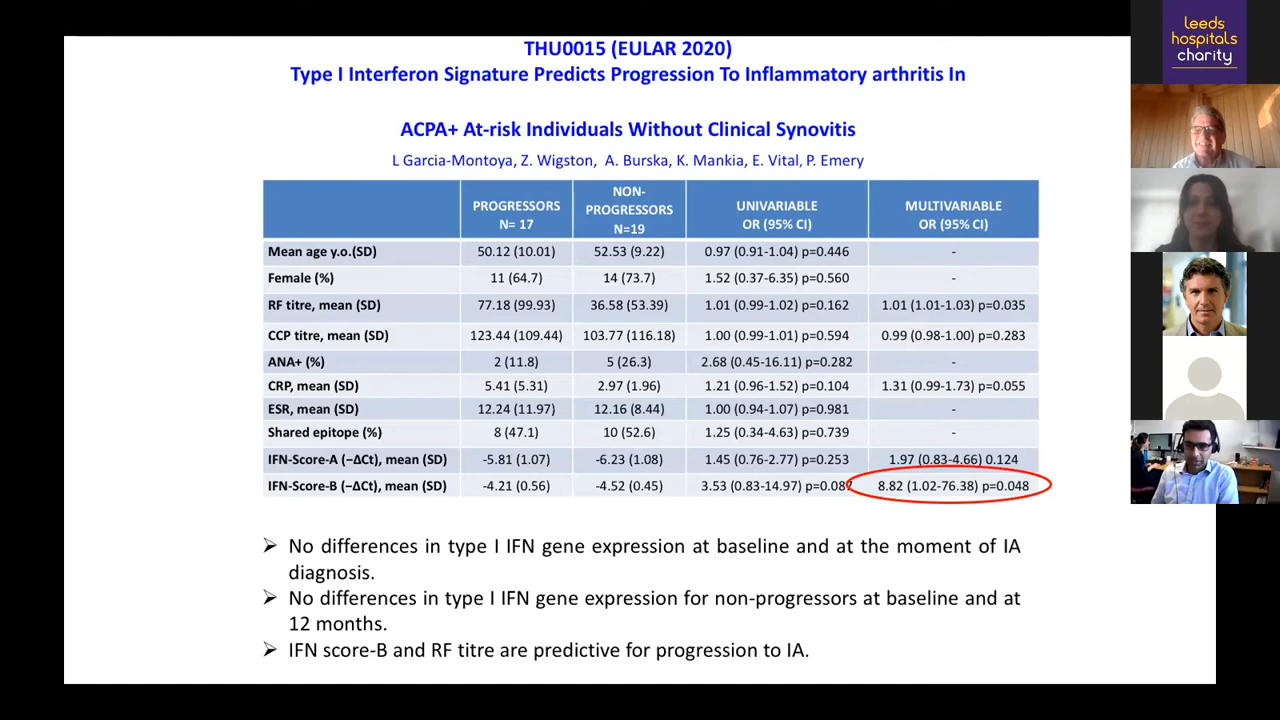 THU0015 (EULAR 2020)
Type I Interferon Signature Predicts Progression To Inflammatory arthritis In
ACPA+ At-risk Individuals Without Clinical Synovitis
L Garcia-Montoya, Z. Wigston, A. Burska, K. Mankia, E. Vital, P. Emery
PROGRESSORS N= 17
NON-PROGRESSORS N=19
UNIVARIABLE OR (95% CI)
MULTIVARIABLE OR (95% CI)
Mean age y.o.(SD) 50.12 (10.01) 52.53 (9.22) 0.97 (0.91-1.04) p=0.446 -
Female (%) 11 (64.7) 14 (73.7) 1.52 (0.37-6.35) p=0.560 -
RF titre, mean (SD) 77.18 (99.93) 36.58 (53.39) 1.01 (0.99-1.02) p=0.162 1.01 (1.01-1.03) p=0.035
CCP titre, mean (SD) 123.44 (109.44) 103.77 (116.18) 1.00 (0.99-1.01) p=0.594 0.99 (0.98-1.00) p=0.283
ANA+ (%) 2 (11.8) 5 (26.3) 2.68 (0.45-16.11) p=0.282 -
CRP, mean (SD) 5.41 (5.31) 2.97 (1.96) 1.21 (0.96-1.52) p=0.104 1.31 (0.99-1.73) p=0.055
ESR, mean (SD) 12.24 (11.97) 12.16 (8.44) 1.00 (0.94-1.07) p=0.981 -
Shared epitope (%) 8 (47.1) 10 (52.6) 1.25 (0.34-4.63) p=0.739 -
IFN-Score-A (−ΔCt), mean (SD) -5.81 (1.07) -6.23 (1.08) 1.45 (0.76-2.77) p=0.253 1.97 (0.83-4.66) 0.124
IFN-Score-B (−ΔCt), mean (SD) -4.21 (0.56) -4.52 (0.45) 3.53 (0.83-14.97) p=0.087 8.82 (1.02-76.38) p=0.048
➢ No differences in type I IFN gene expression at baseline and at the moment of IA
diagnosis.
➢ No differences in type I IFN gene expression for non-progressors at baseline and at
12 months.
➢ IFN score-B and RF titre are predictive for progression to IA.
leeds
hospitals
charity